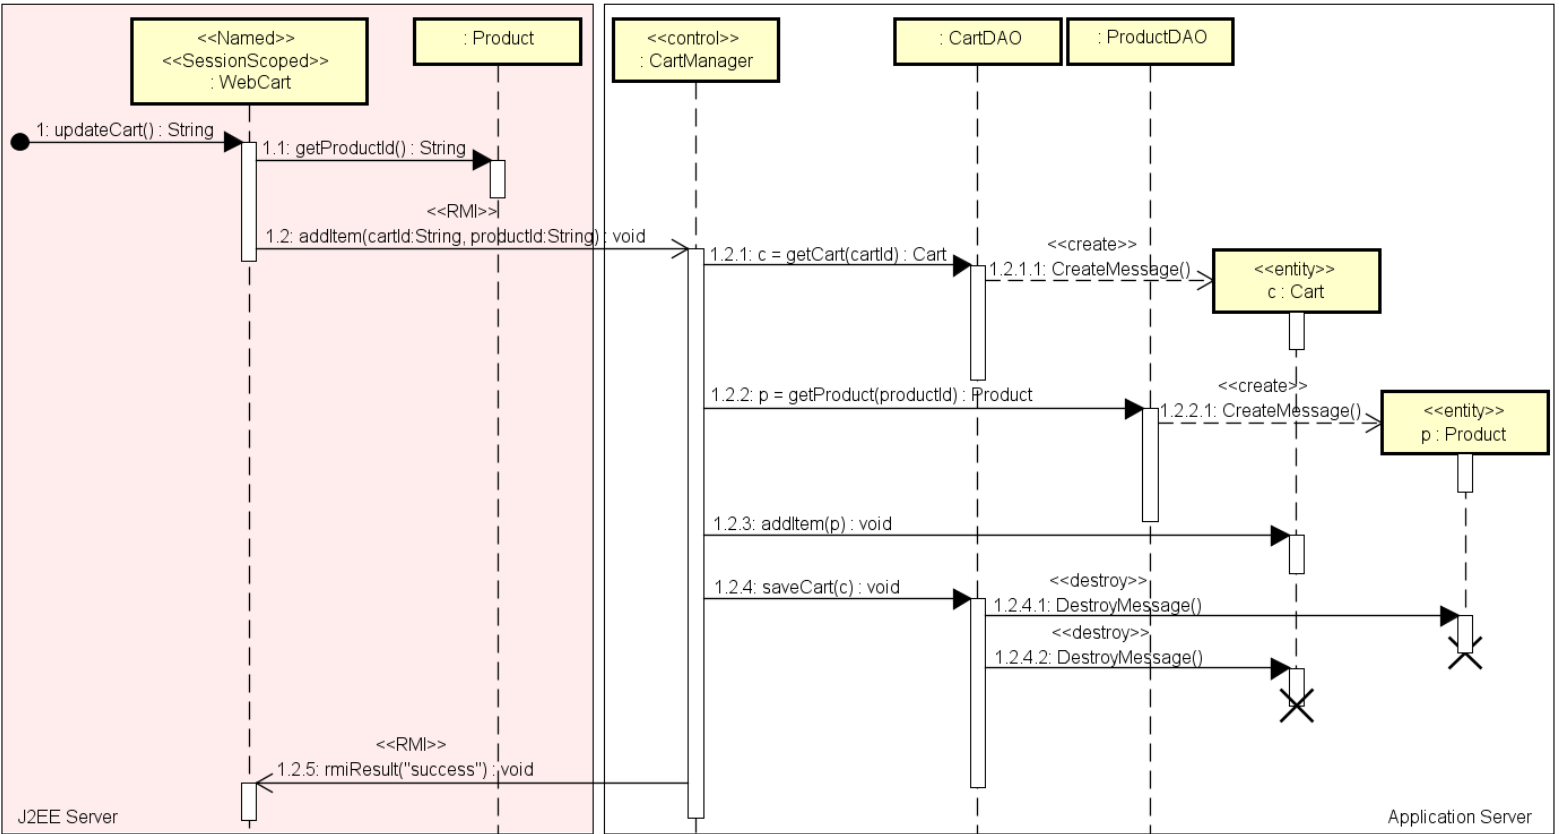 <<Named>>
<<SessionScoped>>
: WebCart
: Product
<<control>>
: CartManager
: CartDAO
: ProductDAO
1: updateCart() : String
1.1: getProductId() : String
<<RMI>>
1.2: addItem(cartId:String, productId:String) : void
1.2.1: c = getCart(cartId) : Cart
<<create>>
1.2.1.1: CreateMessage()
<<entity>>
c : Cart
1.2.2: p = getProduct(productId) : Product
<<create>>
1.2.2.1: CreateMessage()
<<entity>>
p : Product
1.2.3: addItem(p) : void
1.2.4: saveCart(c) : void
<<destroy>>
1.2.4.1: DestroyMessage()
<<destroy>>
1.2.4.2: DestroyMessage()
<<RMI>>
1.2.5: rmiResult("success") : void
J2EE Server
Application Server